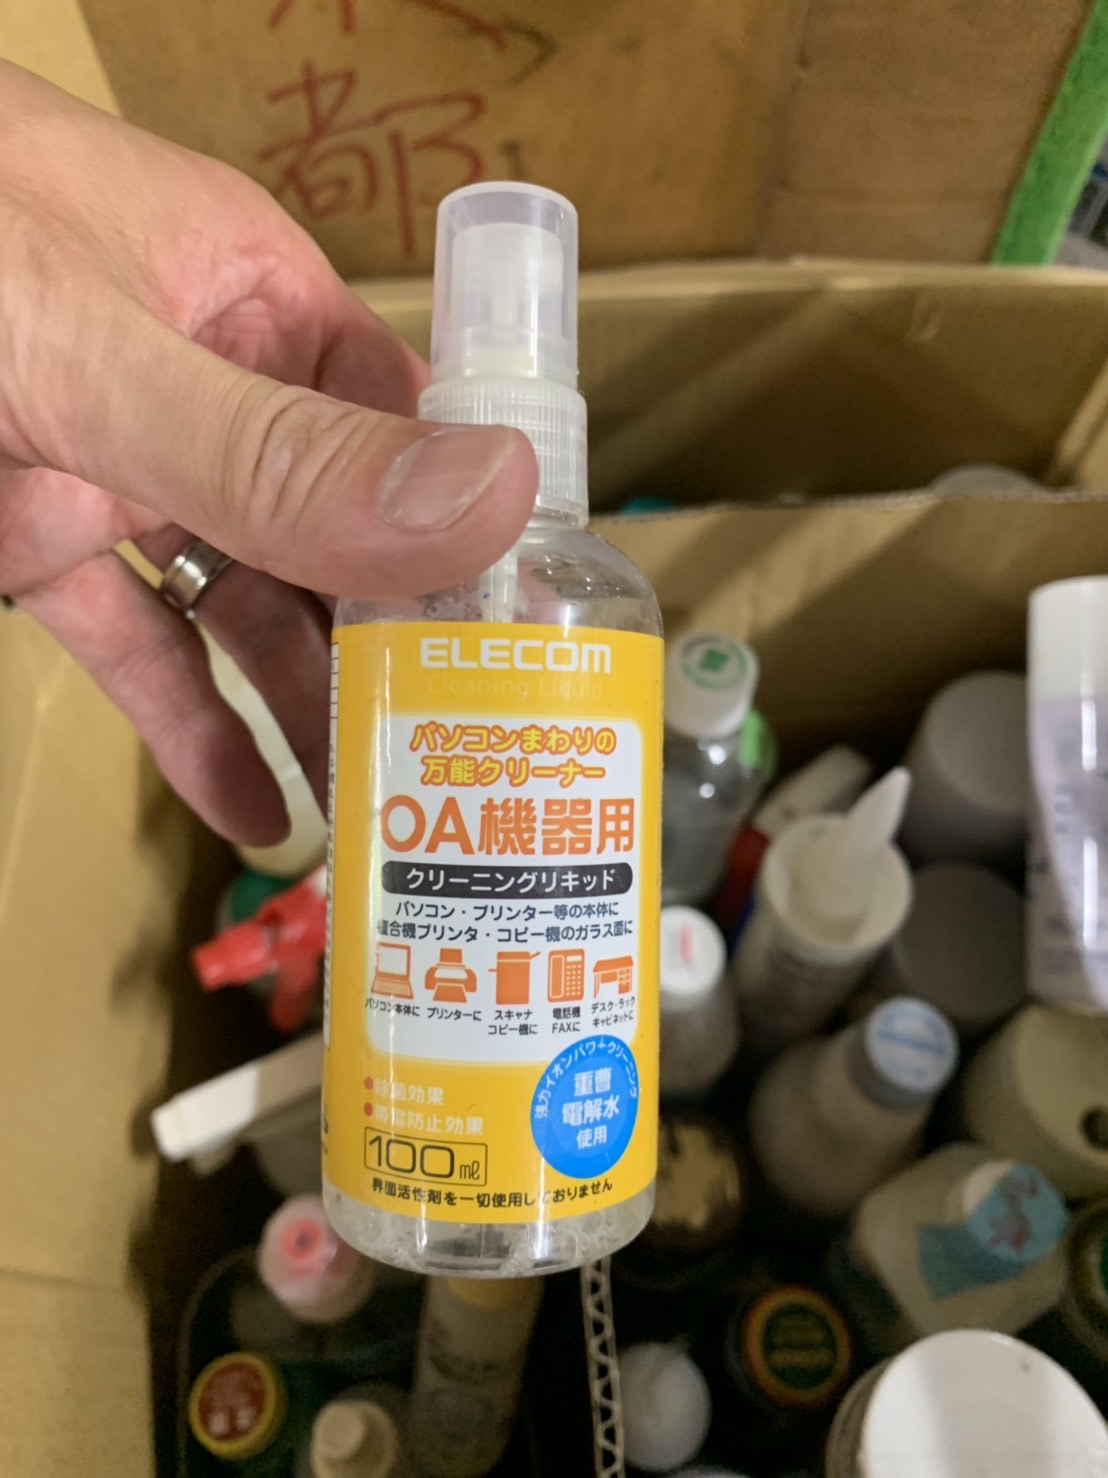 都
ELECOM
Cleaning Liquid
パソコンまわりの
万能クリーナー
OA機器用
クリーニングリキッド
パソコン・プリンター等の本体に
複合機プリンタ・コピー機のガラス面に
パソコン本体に
プリンターに
スキャナ
コピー機に
電話機
FAXに
デスク・ラック
キャビネットに
強力イオンパワークリーニング
重曹
電解水
使用
●除菌効果
●帯電防止効果
100ml
界面活性剤を一切使用しておりません